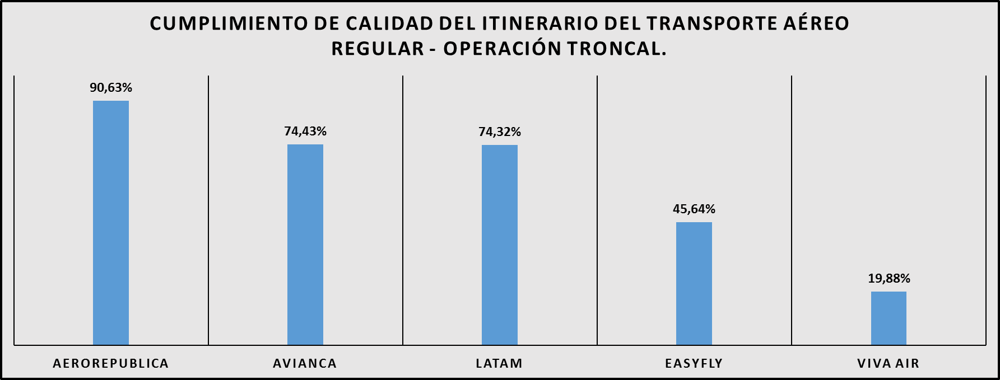 CUMPLIMIENTO DE CALIDAD DEL ITINERARIO DEL TRANSPORTE AÉREO
REGULAR - OPERACIÓN TRONCAL.
90,63%
74,43%
74,32%
45,64%
19,88%
AEROREPUBLICA
AVIANCA
LATAM
EASYFLY
VIVA AIR